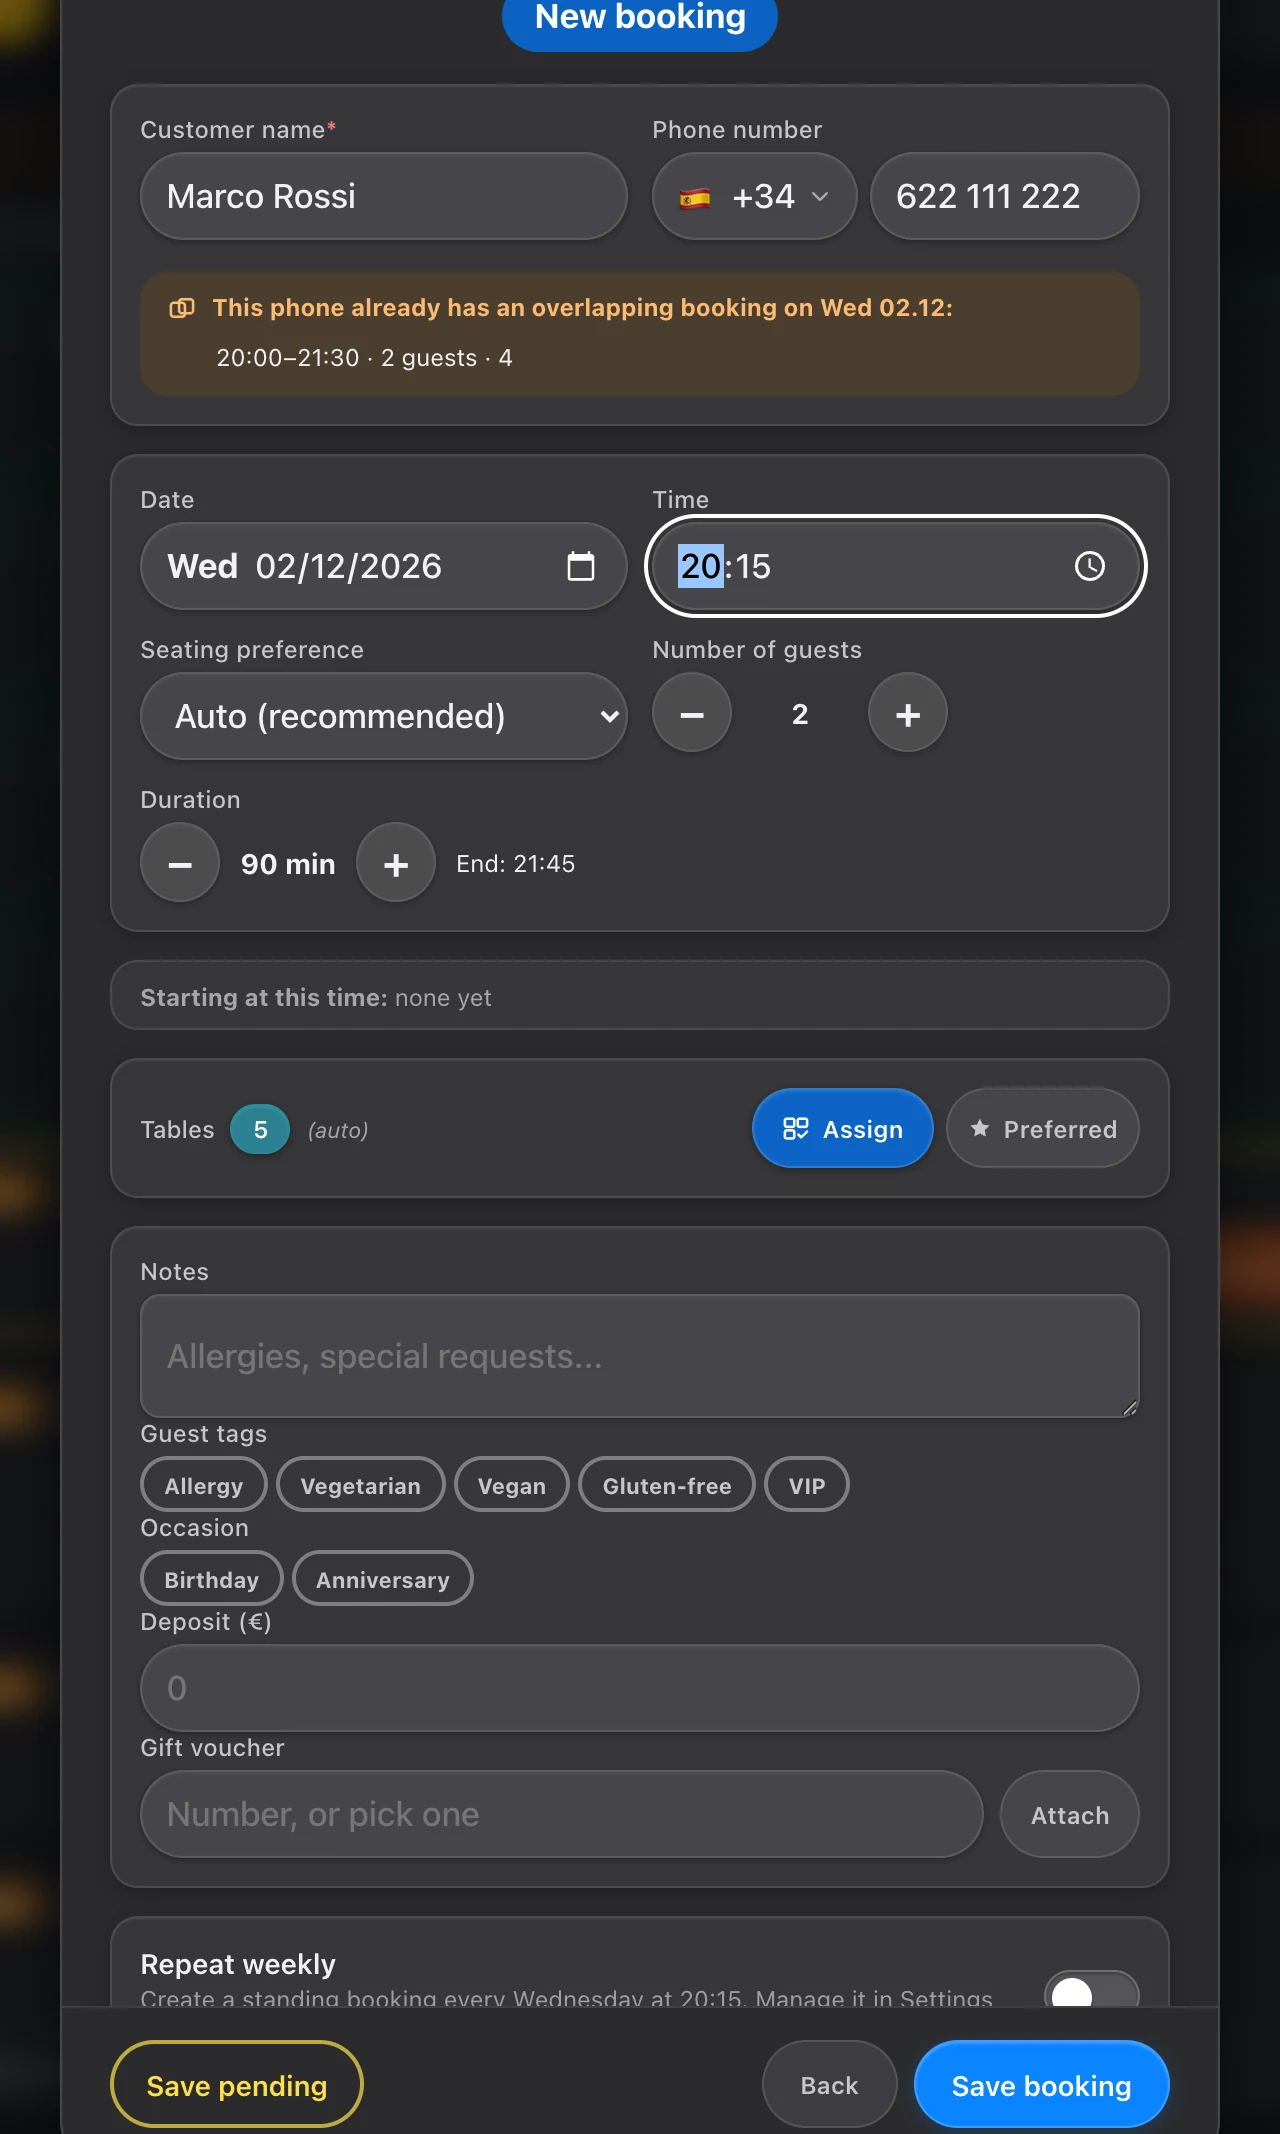 New booking
Customer name*
Phone number
Marco Rossi
+34
622 111 222
This phone already has an overlapping booking on Wed 02.12:
20:00–21:30 · 2 guests · 4
Date
Time
Wed 02/12/2026
20:15
Seating preference
Number of guests
Auto (recommended)
− 2 +
Duration
− 90 min + End: 21:45
Starting at this time: none yet
Tables 5 (auto)
Assign
Preferred
Notes
Allergies, special requests...
Guest tags
Allergy Vegetarian Vegan Gluten-free VIP
Occasion
Birthday Anniversary
Deposit (€)
0
Gift voucher
Number, or pick one
Attach
Repeat weekly
Create a standing booking every Wednesday at 20:15. Manage it in Settings
Save pending
Back
Save booking